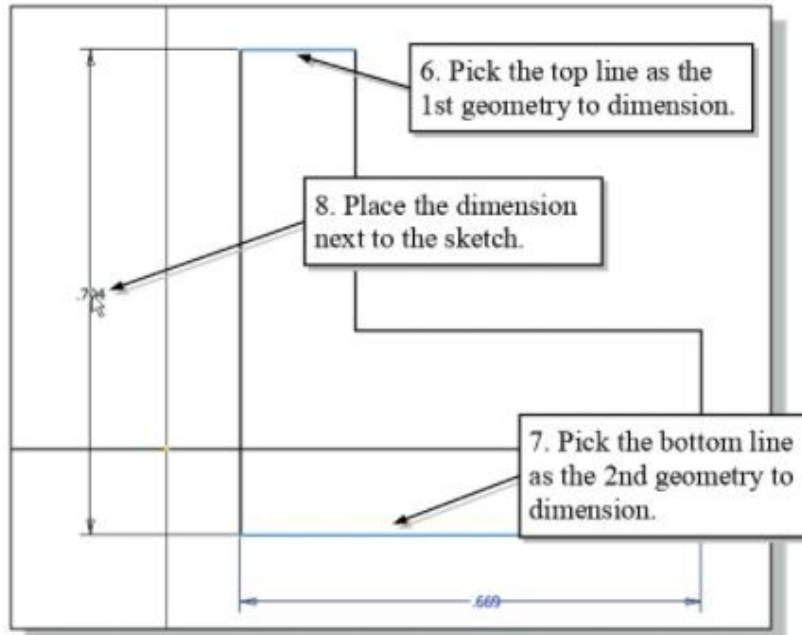 6. Pick the top line as the
1st geometry to dimension.
8. Place the dimension
next to the sketch.
7. Pick the bottom line
as the 2nd geometry to
dimension.
.669